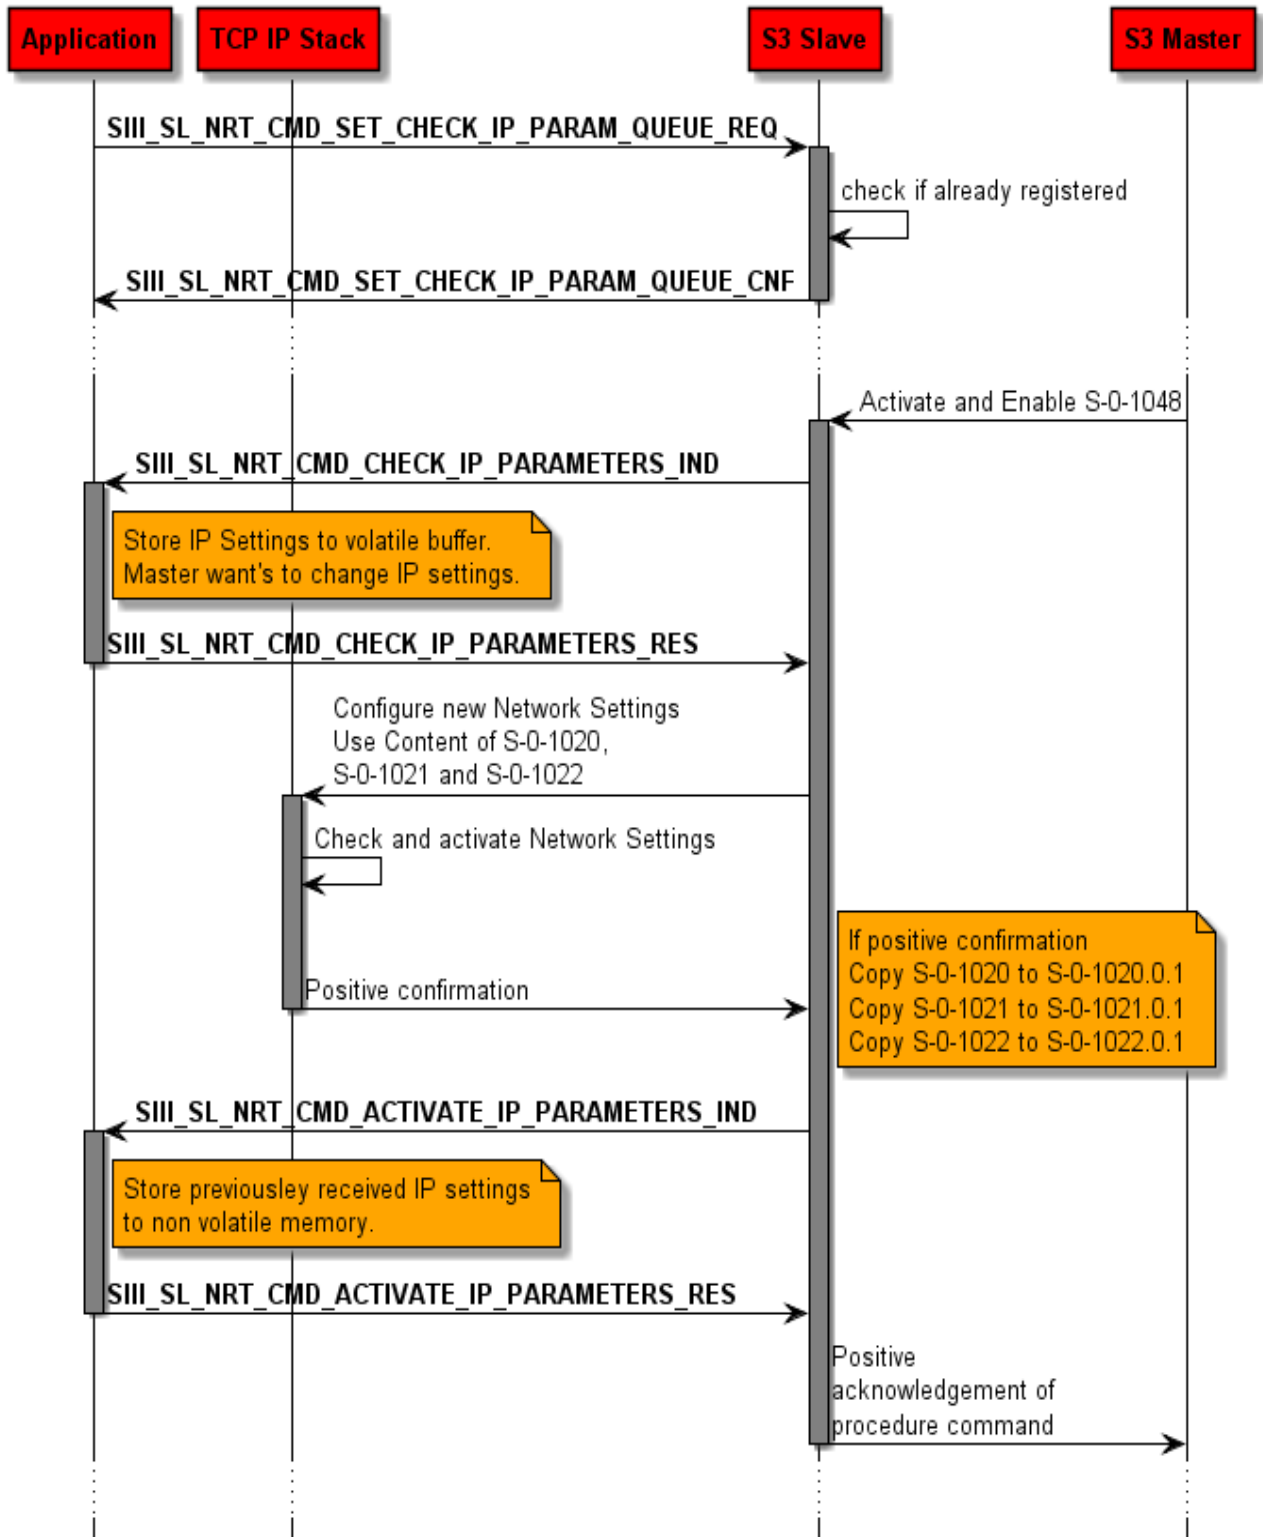 Application
TCP IP Stack
S3 Slave
S3 Master
SIII_SL_NRT_CMD_SET_CHECK_IP_PARAM_QUEUE_REQ
check if already registered
SIII_SL_NRT_CMD_SET_CHECK_IP_PARAM_QUEUE_CNF
Activate and Enable S-0-1048
SIII_SL_NRT_CMD_CHECK_IP_PARAMETERS_IND
Store IP Settings to volatile buffer.
Master want's to change IP settings.
SIII_SL_NRT_CMD_CHECK_IP_PARAMETERS_RES
Configure new Network Settings
Use Content of S-0-1020,
S-0-1021 and S-0-1022
Check and activate Network Settings
If positive confirmation
Copy S-0-1020 to S-0-1020.0.1
Copy S-0-1021 to S-0-1021.0.1
Copy S-0-1022 to S-0-1022.0.1
Positive confirmation
SIII_SL_NRT_CMD_ACTIVATE_IP_PARAMETERS_IND
Store previousley received IP settings
to non volatile memory.
SIII_SL_NRT_CMD_ACTIVATE_IP_PARAMETERS_RES
Positive
acknowledgement of
procedure command